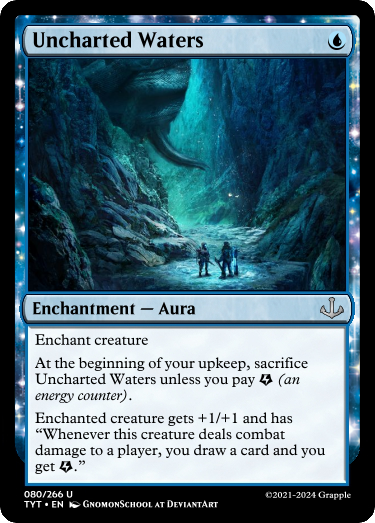 Uncharted Waters
Enchantment — Aura
Enchant creature
At the beginning of your upkeep, sacrifice
Uncharted Waters unless you pay (an
energy counter).
Enchanted creature gets +1/+1 and has
“Whenever this creature deals combat
damage to a player, you draw a card and you
get .”
080/266 U
TYT • EN GnomonSchool at DeviantArt
©2021-2024 Grapple